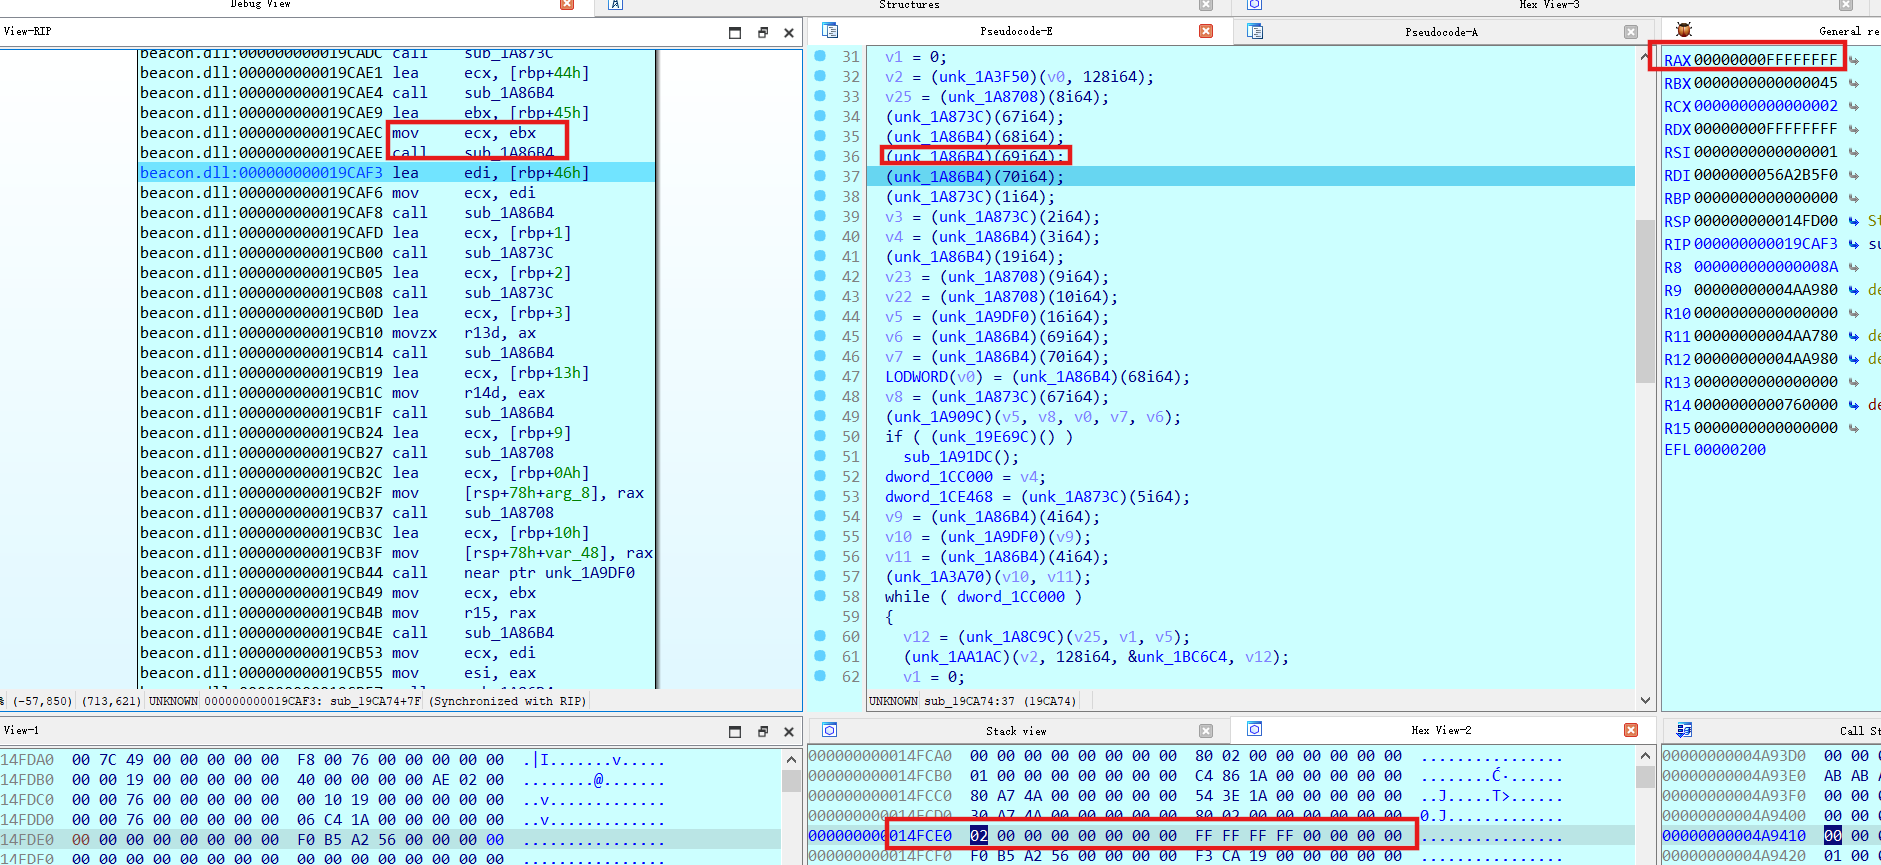 Debug View
Structures
Hex View-3
View-RIP
Pseudocode-E
Pseudocode-A
General re
beacon.dll:000000000019CADC call sub_1A873C
beacon.dll:000000000019CAE1 lea ecx, [rbp+44h]
beacon.dll:000000000019CAE4 call sub_1A86B4
beacon.dll:000000000019CAE9 lea ebx, [rbp+45h]
beacon.dll:000000000019CAEC mov ecx, ebx
beacon.dll:000000000019CAEE call sub_1A86B4
beacon.dll:000000000019CAF3 lea edi, [rbp+46h]
beacon.dll:000000000019CAF6 mov ecx, edi
beacon.dll:000000000019CAF8 call sub_1A86B4
beacon.dll:000000000019CAFD lea ecx, [rbp+1]
beacon.dll:000000000019CB00 call sub_1A873C
beacon.dll:000000000019CB05 lea ecx, [rbp+2]
beacon.dll:000000000019CB08 call sub_1A873C
beacon.dll:000000000019CB0D lea ecx, [rbp+3]
beacon.dll:000000000019CB10 movzx r13d, ax
beacon.dll:000000000019CB14 call sub_1A86B4
beacon.dll:000000000019CB19 lea ecx, [rbp+13h]
beacon.dll:000000000019CB1C mov r14d, eax
beacon.dll:000000000019CB1F call sub_1A86B4
beacon.dll:000000000019CB24 lea ecx, [rbp+9]
beacon.dll:000000000019CB27 call sub_1A8708
beacon.dll:000000000019CB2C lea ecx, [rbp+0Ah]
beacon.dll:000000000019CB2F mov [rsp+78h+arg_8], rax
beacon.dll:000000000019CB37 call sub_1A8708
beacon.dll:000000000019CB3C lea ecx, [rbp+10h]
beacon.dll:000000000019CB3F mov [rsp+78h+var_48], rax
beacon.dll:000000000019CB44 call near ptr unk_1A9DF0
beacon.dll:000000000019CB49 mov ecx, ebx
beacon.dll:000000000019CB4B mov r15, rax
beacon.dll:000000000019CB4E call sub_1A86B4
beacon.dll:000000000019CB53 mov ecx, edi
beacon.dll:000000000019CB55 mov esi, eax
% (-57,850) (713,621) UNKNOWN 000000000019CAF3: sub_19CA74+7F (Synchronized with RIP)
31 v1 = 0;
32 v2 = (unk_1A3F50)(v0, 128i64);
33 v25 = (unk_1A8708)(8i64);
34 (unk_1A873C)(67i64);
35 (unk_1A86B4)(68i64);
36 (unk_1A86B4)(69i64);
37 (unk_1A86B4)(70i64);
38 (unk_1A873C)(1i64);
39 v3 = (unk_1A873C)(2i64);
40 v4 = (unk_1A86B4)(3i64);
41 (unk_1A86B4)(19i64);
42 v23 = (unk_1A8708)(9i64);
43 v22 = (unk_1A8708)(10i64);
44 v5 = (unk_1A9DF0)(16i64);
45 v6 = (unk_1A86B4)(69i64);
46 v7 = (unk_1A86B4)(70i64);
47 LODWORD(v0) = (unk_1A86B4)(68i64);
48 v8 = (unk_1A873C)(67i64);
49 (unk_1A909C)(v5, v8, v0, v7, v6);
50 if ( (unk_19E69C)() )
51 sub_1A91DC();
52 dword_1CC000 = v4;
53 dword_1CE468 = (unk_1A873C)(5i64);
54 v9 = (unk_1A86B4)(4i64);
55 v10 = (unk_1A9DF0)(v9);
56 v11 = (unk_1A86B4)(4i64);
57 (unk_1A3A70)(v10, v11);
58 while ( dword_1CC000 )
59 {
60 v12 = (unk_1A8C9C)(v25, v1, v5);
61 (unk_1AA1AC)(v2, 128i64, &unk_1BC6C4, v12);
62 v1 = 0;
UNKNOWN sub_19CA74:37 (19CA74)
RAX 00000000FFFFFFFF
RBX 0000000000000045
RCX 0000000000000002
RDX 00000000FFFFFFFF
RSI 0000000000000001
RDI 0000000056A2B5F0
RBP 0000000000000000
RSP 000000000014FD00 St
RIP 000000000019CAF3 su
R8 000000000000008A
R9 00000000004AA980 de
R10 0000000000000000
R11 00000000004AA780 de
R12 00000000004AA980 de
R13 0000000000000000
R14 0000000000760000 de
R15 0000000000000000
EFL 00000200
View-1
14FDA0 00 7C 49 00 00 00 00 00 F8 00 76 00 00 00 00 00 .|I.......v.....
14FDB0 00 00 19 00 00 00 00 00 40 00 00 00 00 AE 02 00 ........@.......
14FDC0 00 00 76 00 00 00 00 00 00 10 19 00 00 00 00 00 ..v.............
14FDD0 00 00 76 00 00 00 00 00 06 C4 1A 00 00 00 00 00 ..v.............
14FDE0 00 00 00 00 00 00 00 00 F0 B5 A2 56 00 00 00 00
14FDF0 00 00 00 00 00 00 00 00 00 00 00 00 00 00 00 00
Stack view
Hex View-2
000000000014FCA0 00 00 00 00 00 00 00 00 80 02 00 00 00 00 00 00 ................
000000000014FCB0 01 00 00 00 00 00 00 00 C4 86 1A 00 00 00 00 00
000000000014FCC0 80 A7 4A 00 00 00 00 00 54 3E 1A 00 00 00 00 00 ..J.....T>......
000000000014FCD0 30 A7 4A 00 00 00 00 00 80 02 00 00 00 00 00 00 0.J.............
000000000014FCE0 02 00 00 00 00 00 00 00 FF FF FF FF 00 00 00 00 ................
000000000014FCF0 F0 B5 A2 56 00 00 00 00 F3 CA 19 00 00 00 00 00
Call St
00000000004A93D0 00 00 0
00000000004A93E0 AB AB A
00000000004A93F0 00 00 0
00000000004A9400 00 00 0
00000000004A9410 00 00 0
00000000004A9420 01 00 0